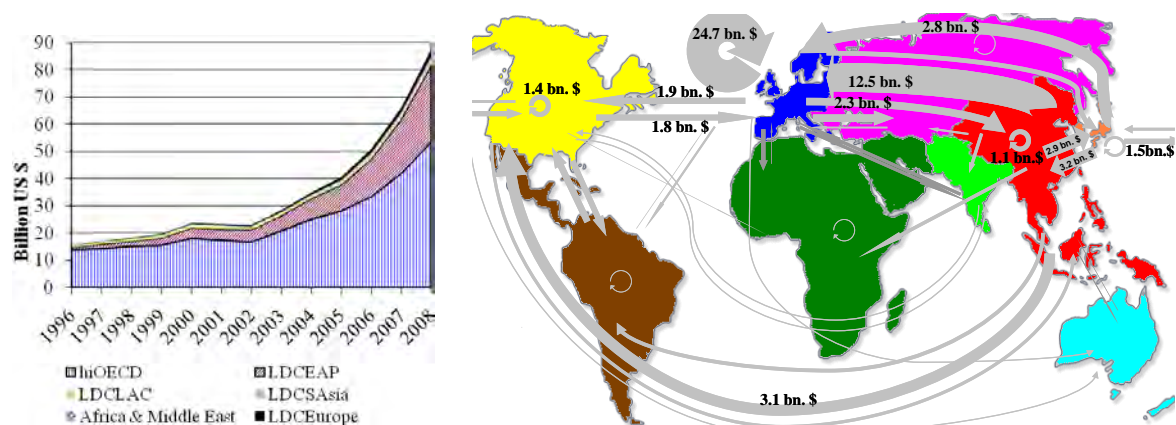 Billion US $
90
80
70
60
50
40
30
20
10
0
1996
1997
1998
1999
2000
2001
2002
2003
2004
2005
2006
2007
2008
hiOECD
LDCEAP
LDCLAC
LDCSAsia
Africa & Middle East
LDCEurope
24.7 bn. $
2.8 bn. $
1.4 bn. $
1.9 bn. $
12.5 bn. $
2.3 bn. $
1.8 bn. $
1.1 bn.$
2.9 bn. $
3.2 bn. $
1.5bn.$
3.1 bn. $